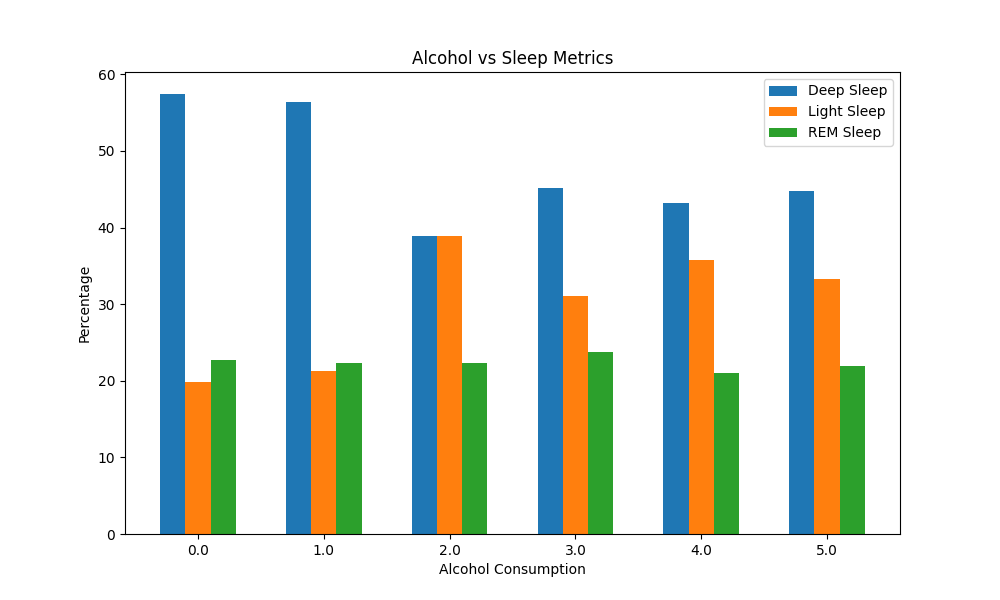 Alcohol vs Sleep Metrics
60
50
40
30
20
10
0
Percentage
Deep Sleep
Light Sleep
REM Sleep
0.0 1.0 2.0 3.0 4.0 5.0
Alcohol Consumption